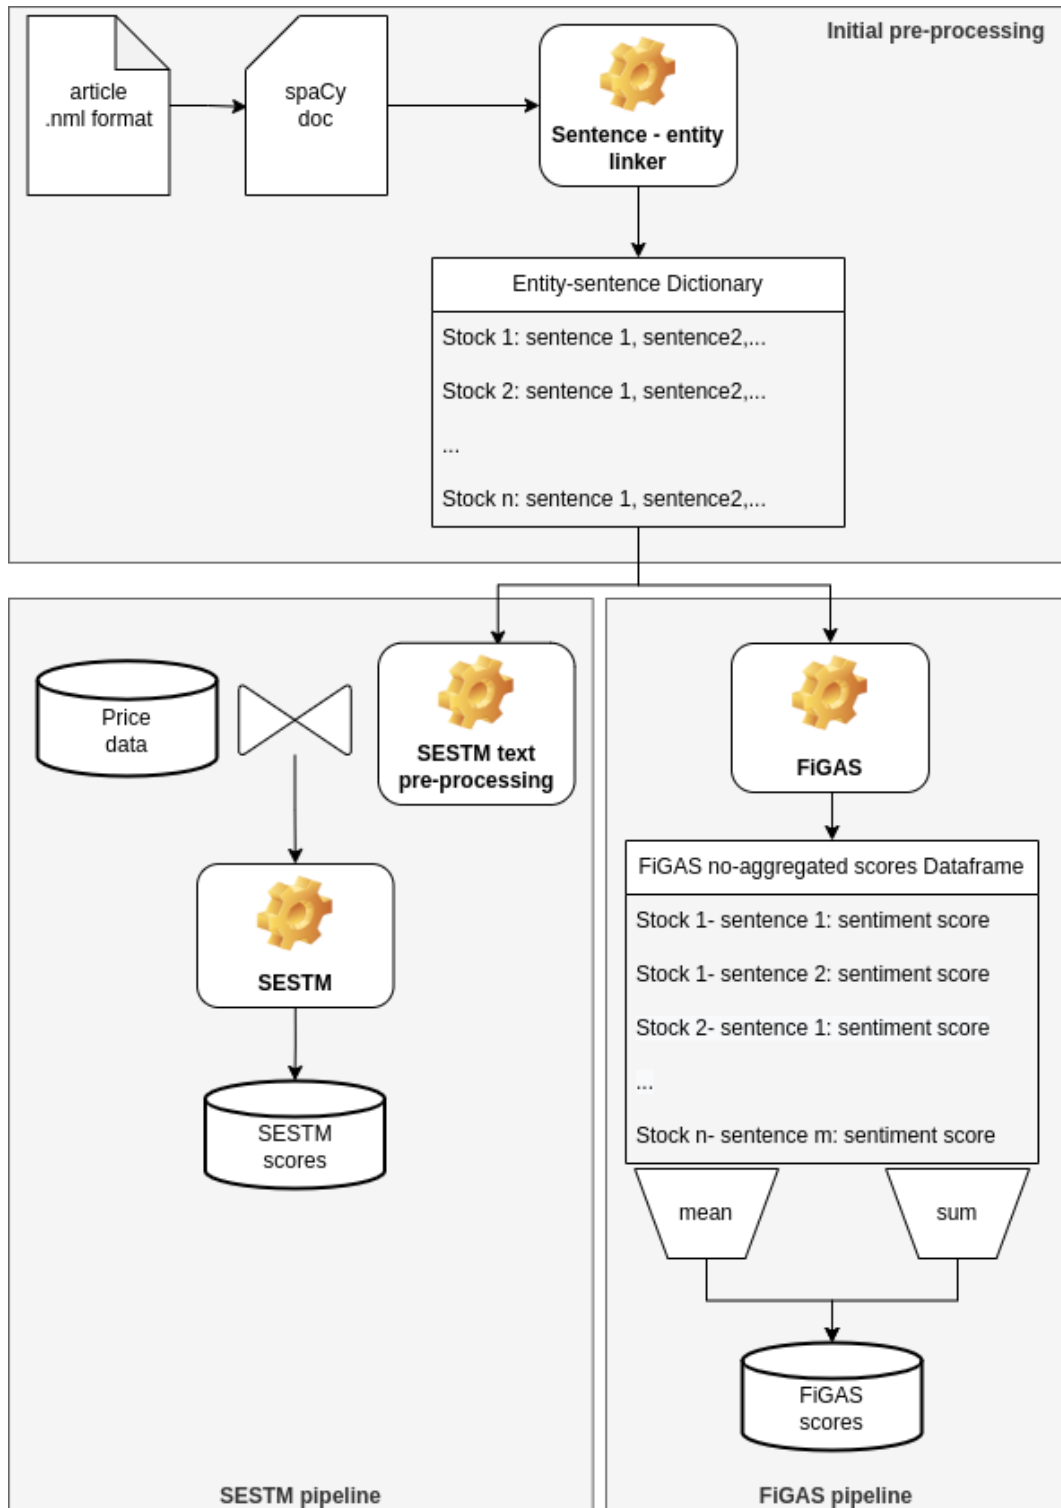 Initial pre-processing
article
.nml format
spaCy
doc
Sentence - entity
linker
Entity-sentence Dictionary
Stock 1: sentence 1, sentence2,...
Stock 2: sentence 1, sentence2,...
...
Stock n: sentence 1, sentence2,...
Price
data
SESTM text
pre-processing
SESTM
SESTM
scores
SESTM pipeline
FiGAS
FiGAS no-aggregated scores Dataframe
Stock 1- sentence 1: sentiment score
Stock 1- sentence 2: sentiment score
Stock 2- sentence 1: sentiment score
...
Stock n- sentence m: sentiment score
mean
sum
FiGAS
scores
FiGAS pipeline